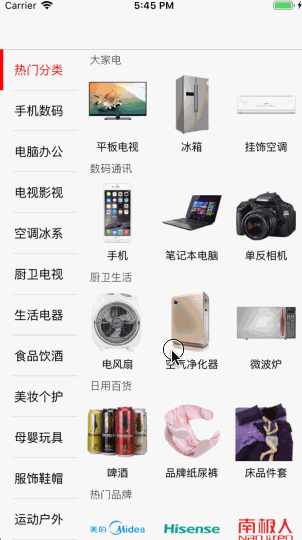 Carrier 5:45 PM
热门分类
手机数码
电脑办公
电视影视
空调冰系
厨卫电视
生活电器
食品饮酒
美妆个护
母婴玩具
服饰鞋帽
运动户外
大家电
平板电视 冰箱 挂饰空调
数码通讯
手机 笔记本电脑 单反相机
厨卫生活
电风扇 空气净化器 微波炉
日用百货
啤酒 品牌纸尿裤 床品件套
热门品牌
美的 Midea Hisense 南极人